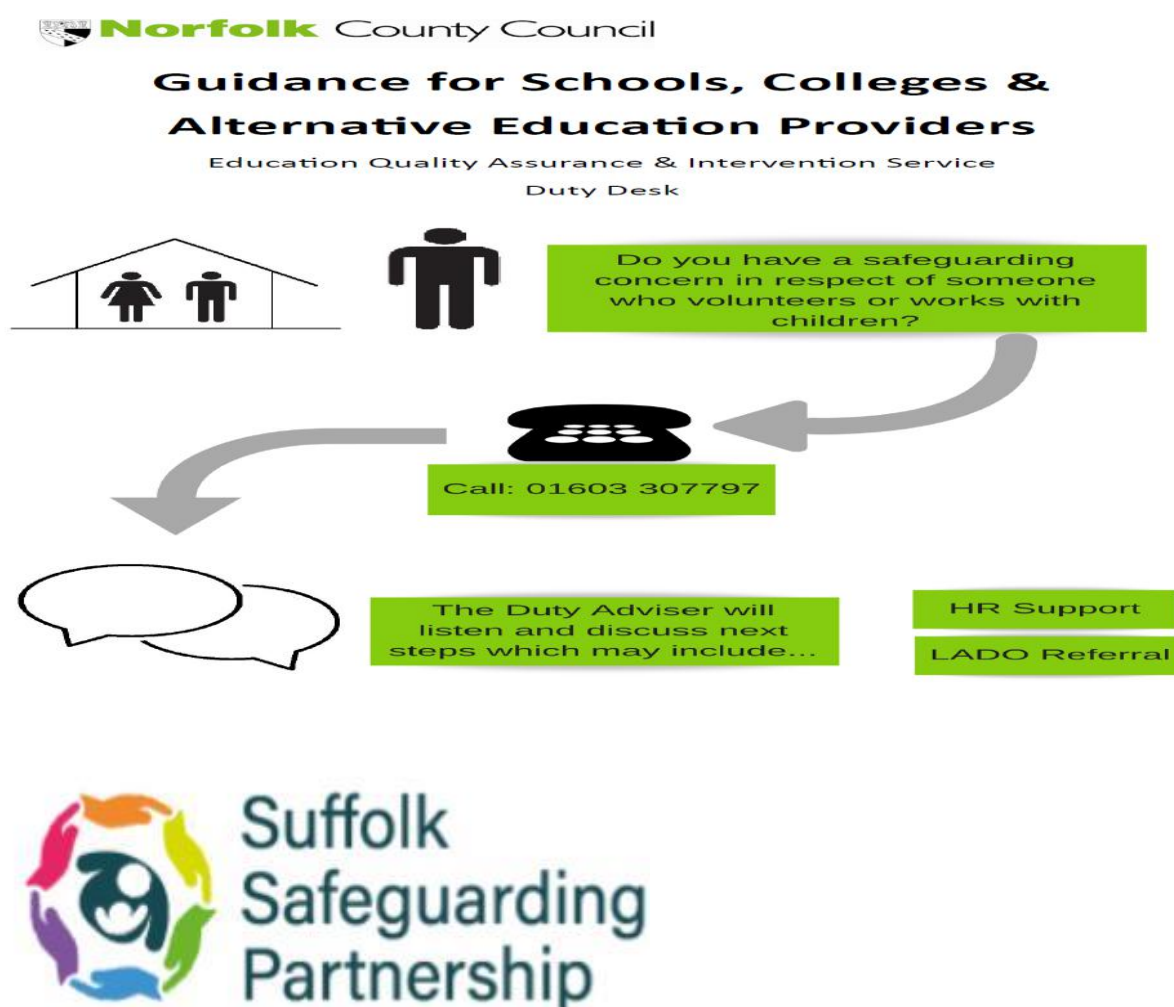 Norfolk County Council
Guidance for Schools, Colleges &
Alternative Education Providers
Education Quality Assurance & Intervention Service
Duty Desk
Do you have a safeguarding
concern in respect of someone
who volunteers or works with
children?
Call: 01603 307797
The Duty Adviser will
listen and discuss next
steps which may include...
HR Support
LADO Referral
Suffolk
Safeguarding
Partnership